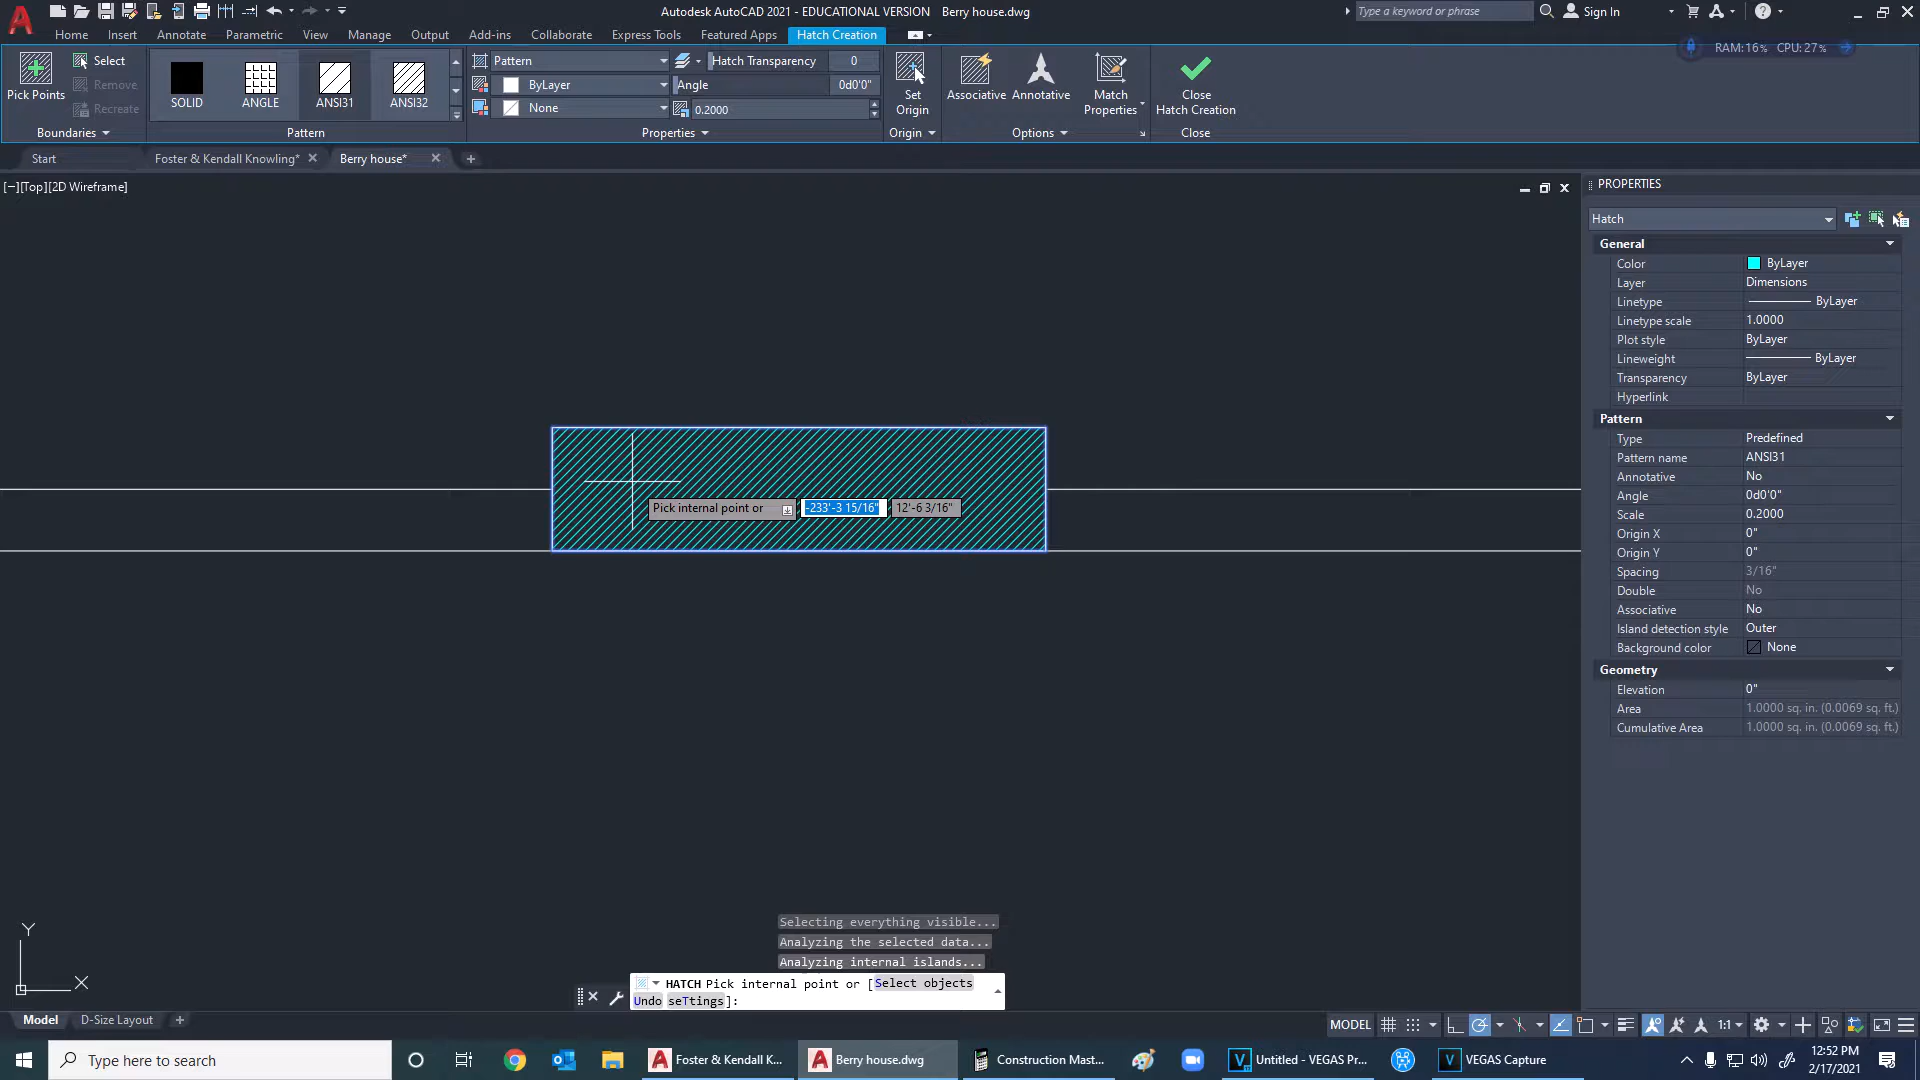 Autodesk AutoCAD 2021 - EDUCATIONAL VERSION Berry house.dwg
Type a keyword or phrase
Sign In
Home Insert Annotate Parametric View Manage Output Add-ins Collaborate Express Tools Featured Apps Hatch Creation
RAM:16% CPU:27%
Pick Points
Select
Remove
Recreate
Boundaries
SOLID
ANGLE
ANSI31
ANSI32
Pattern
Pattern
ByLayer
None
Hatch Transparency 0
Angle 0d0'0"
0.2000
Properties
Set
Origin
Origin
Associative
Annotative
Match
Properties
Options
Close
Hatch Creation
Close
Start Foster & Kendall Knowling* Berry house*
[−][Top][2D Wireframe]
PROPERTIES
Hatch
General
Color ByLayer
Layer Dimensions
Linetype ByLayer
Linetype scale 1.0000
Plot style ByLayer
Lineweight ByLayer
Transparency ByLayer
Hyperlink
Pattern
Type Predefined
Pattern name ANSI31
Annotative No
Angle 0d0'0"
Scale 0.2000
Origin X 0"
Origin Y 0"
Spacing 3/16"
Double No
Associative No
Island detection style Outer
Background color None
Geometry
Elevation 0"
Area 1.0000 sq. in. (0.0069 sq. ft.)
Cumulative Area 1.0000 sq. in. (0.0069 sq. ft.)
Pick internal point or -233'-3 15/16" 12'-6 3/16"
Y
X
Selecting everything visible...
Analyzing the selected data...
Analyzing internal islands...
HATCH Pick internal point or [Select objects
Undo seTtings]:
Model D-Size Layout
MODEL 1:1
Type here to search
Foster & Kendall K...
Berry house.dwg
Construction Mast...
Untitled - VEGAS Pr...
VEGAS Capture
12:52 PM
2/17/2021